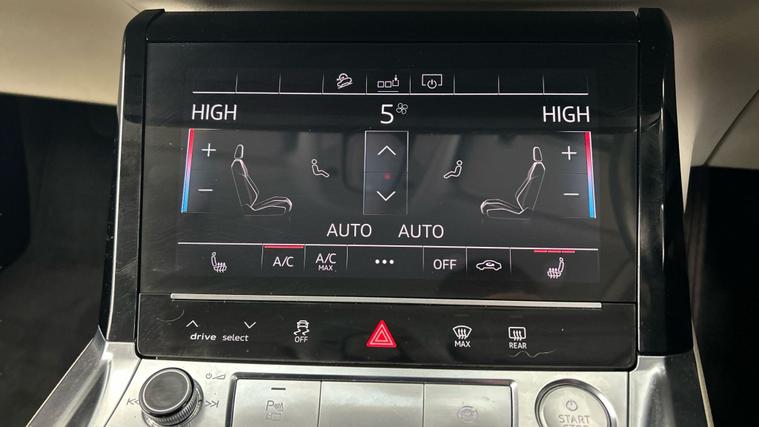 HIGH 5 HIGH
+ +
− −
AUTO AUTO
A/C A/C MAX ••• OFF
drive select OFF MAX REAR
P
START